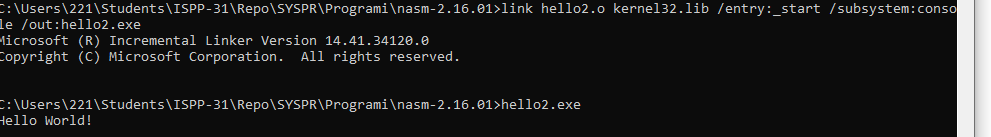 C:\Users\221\Students\ISPP-31\Repo\SYSPR\Programi\nasm-2.16.01>link hello2.o kernel32.lib /entry:_start /subsystem:conso
le /out:hello2.exe
Microsoft (R) Incremental Linker Version 14.41.34120.0
Copyright (C) Microsoft Corporation.  All rights reserved.
C:\Users\221\Students\ISPP-31\Repo\SYSPR\Programi\nasm-2.16.01>hello2.exe
Hello World!